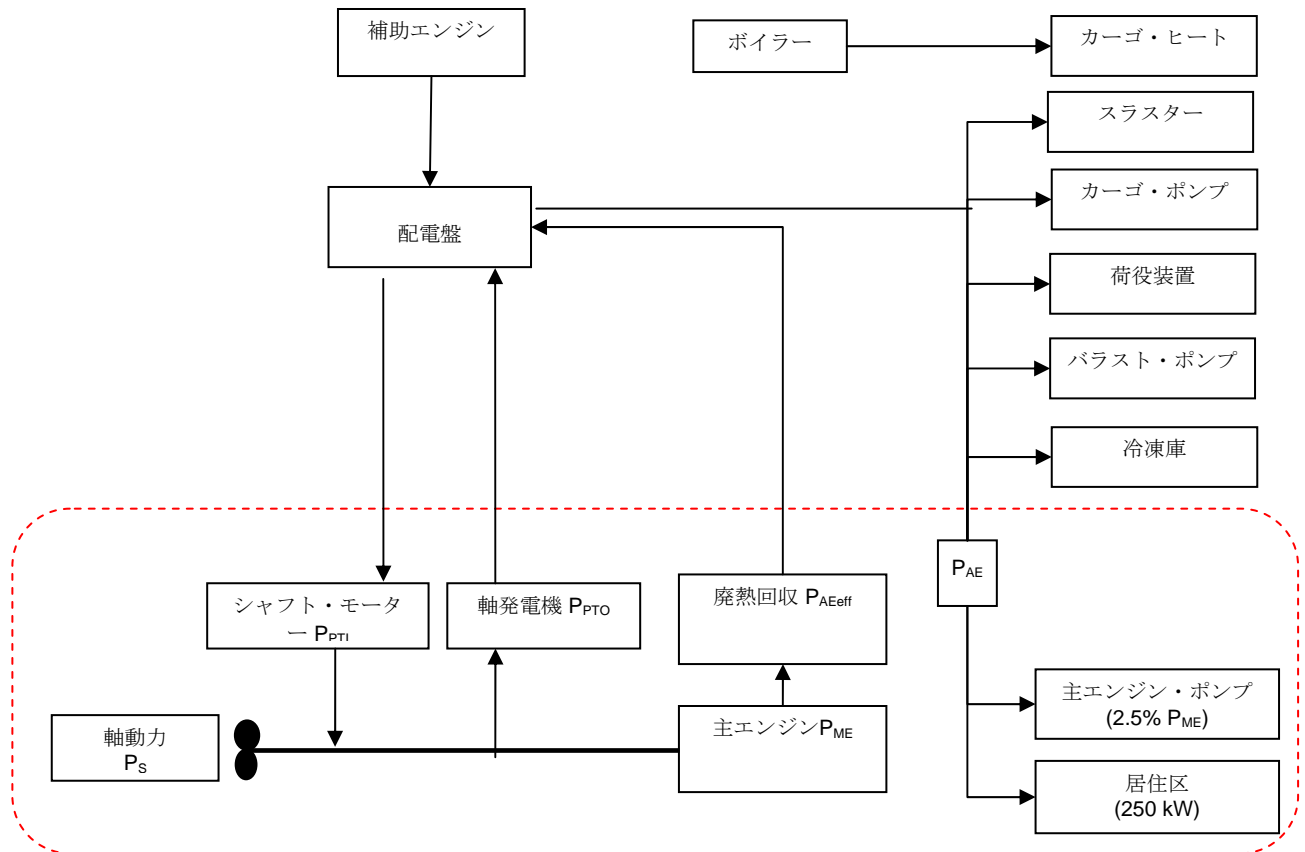 補助エンジン
ボイラー
カーゴ・ヒート
スラスター
カーゴ・ポンプ
配電盤
荷役装置
バラスト・ポンプ
冷凍庫
PAE
シャフト・モータ
ー PPTI
軸発電機 PPTO
廃熱回収 PAEeff
主エンジン・ポンプ
(2.5% PME)
軸動力
PS
主エンジンPME
居住区
(250 kW)